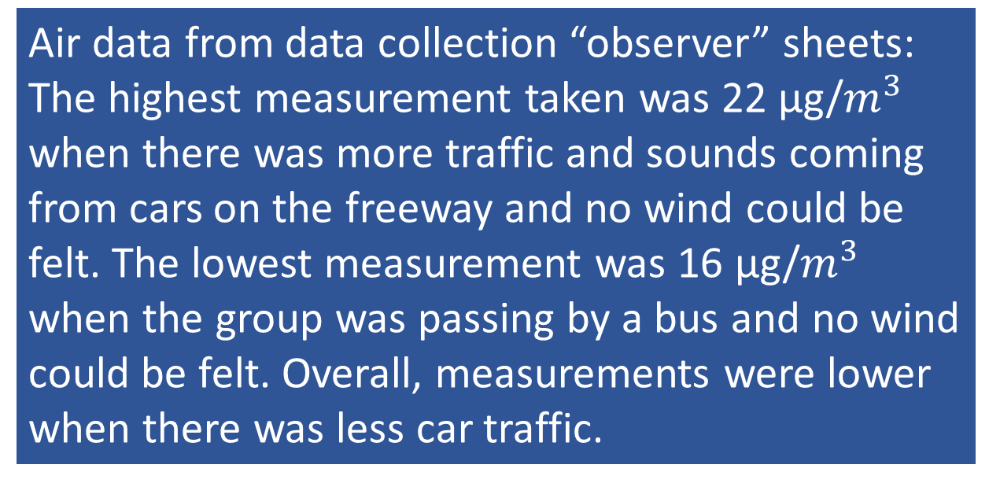 Air data from data collection “observer” sheets:
The highest measurement taken was 22 µg/m³
when there was more traffic and sounds coming
from cars on the freeway and no wind could be
felt. The lowest measurement was 16 µg/m³
when the group was passing by a bus and no wind
could be felt. Overall, measurements were lower
when there was less car traffic.